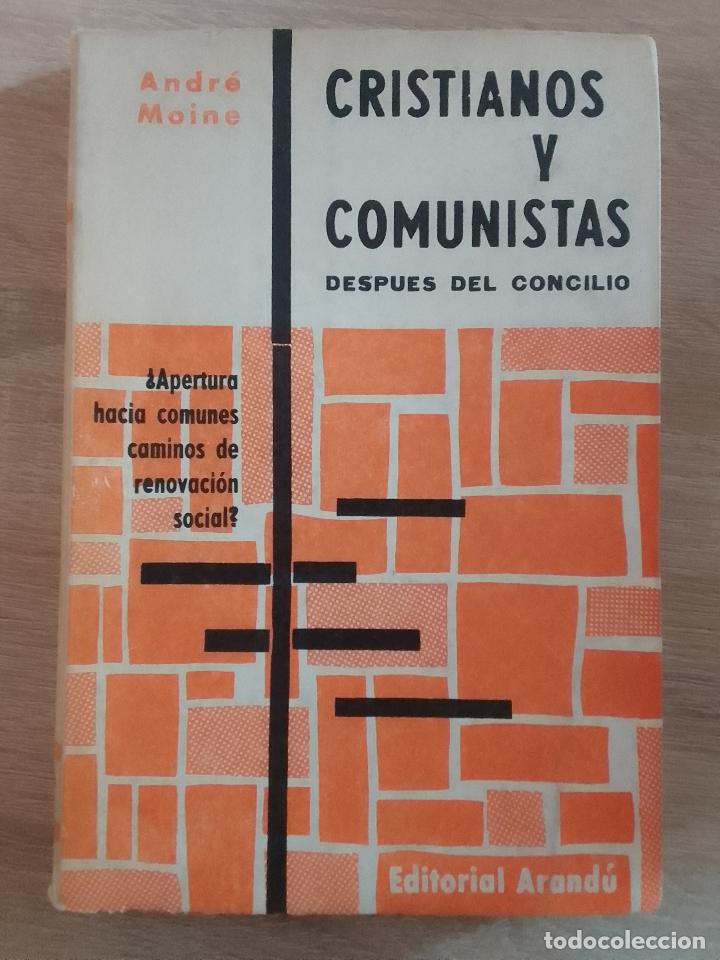 André
Moine
CRISTIANOS
Y
COMUNISTAS
DESPUES DEL CONCILIO
¿Apertura
hacia comunes
caminos de
renovación
social?
Editorial Arandú
todocoleccion